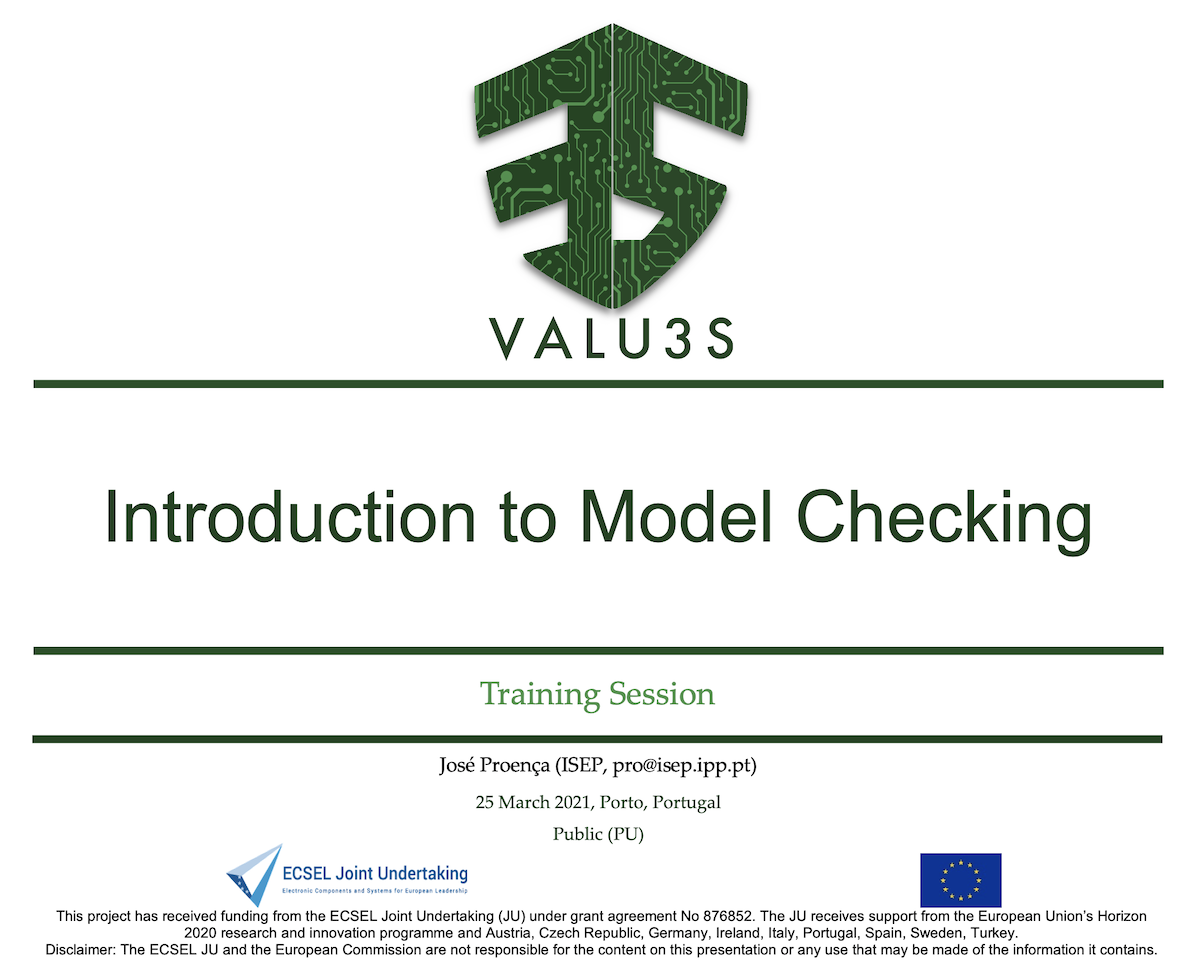 VALU3S
Introduction to Model Checking
Training Session
José Proença (ISEP, pro@isep.ipp.pt)
25 March 2021, Porto, Portugal
Public (PU)
ECSEL Joint Undertaking
Electronic Components and Systems for European Leadership
This project has received funding from the ECSEL Joint Undertaking (JU) under grant agreement No 876852. The JU receives support from the European Union’s Horizon
2020 research and innovation programme and Austria, Czech Republic, Germany, Ireland, Italy, Portugal, Spain, Sweden, Turkey.
Disclaimer: The ECSEL JU and the European Commission are not responsible for the content on this presentation or any use that may be made of the information it contains.